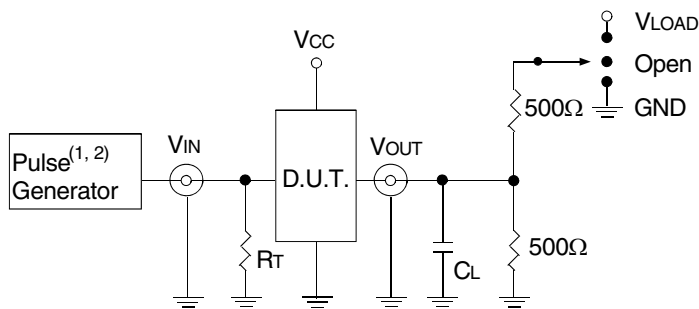 VLOAD
VCC
Open
500Ω
GND
VIN
VOUT
Pulse(1, 2)
Generator
D.U.T.
RT
CL
500Ω